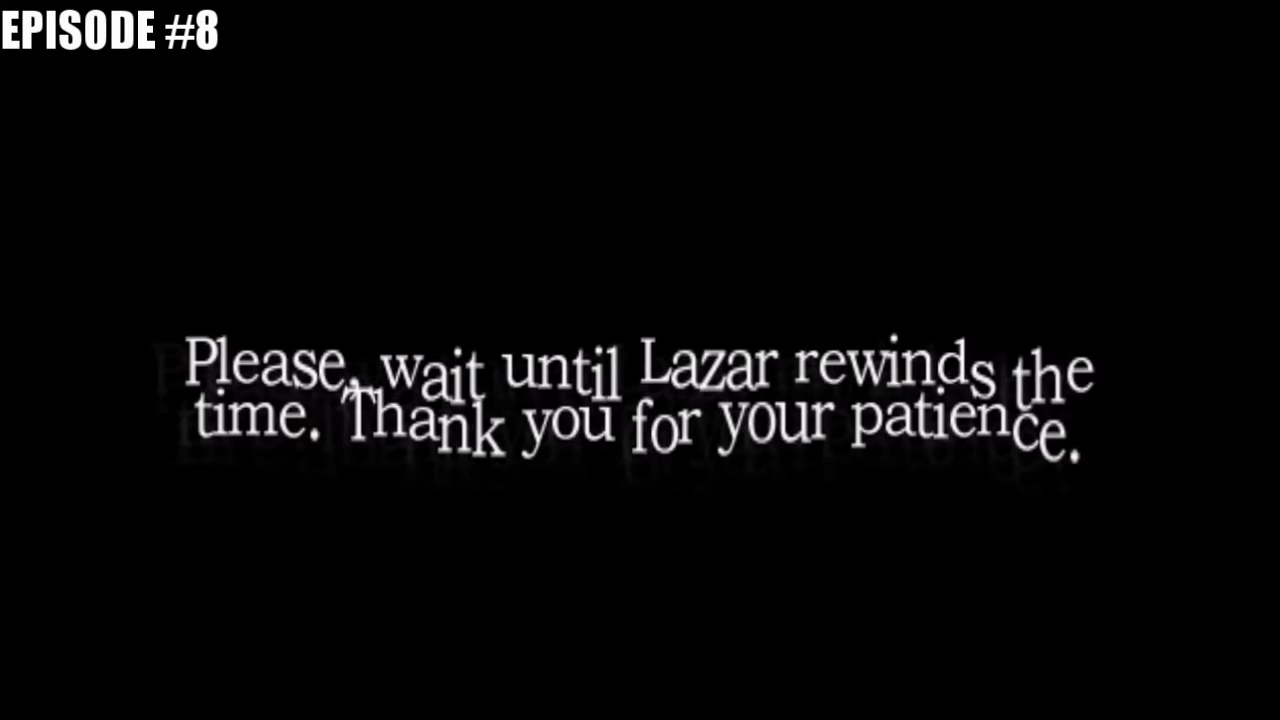 EPISODE #8
Please, wait until Lazar rewinds the
time. Thank you for your patience.